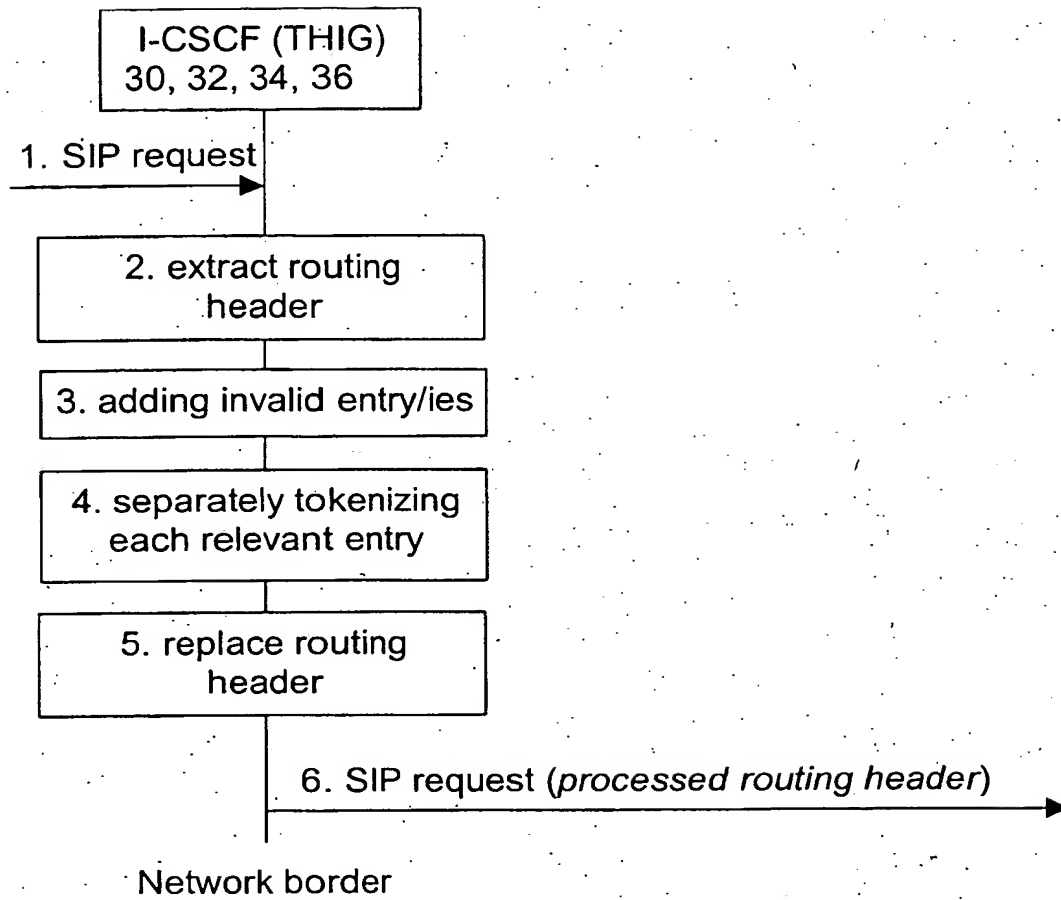 I-CSCF (THIG)
30, 32, 34, 36
1. SIP request
2. extract routing
header
3. adding invalid entry/ies
4. separately tokenizing
each relevant entry
5. replace routing
header
6. SIP request (processed routing header)
Network border